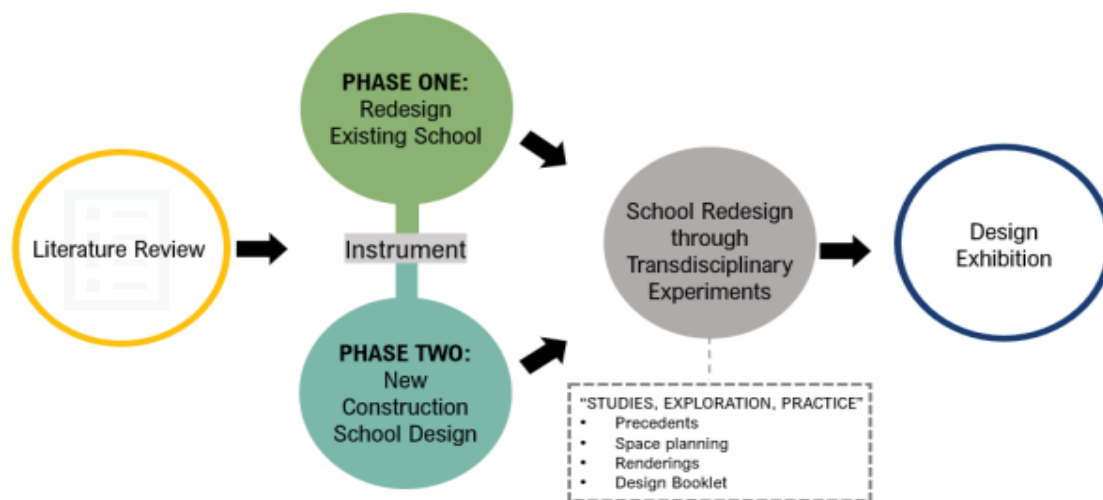 Literature Review
PHASE ONE:
Redesign
Existing School
Instrument
PHASE TWO:
New
Construction
School Design
School Redesign
through
Transdisciplinary
Experiments
"STUDIES, EXPLORATION, PRACTICE"
• Precedents
• Space planning
• Renderings
• Design Booklet
Design
Exhibition